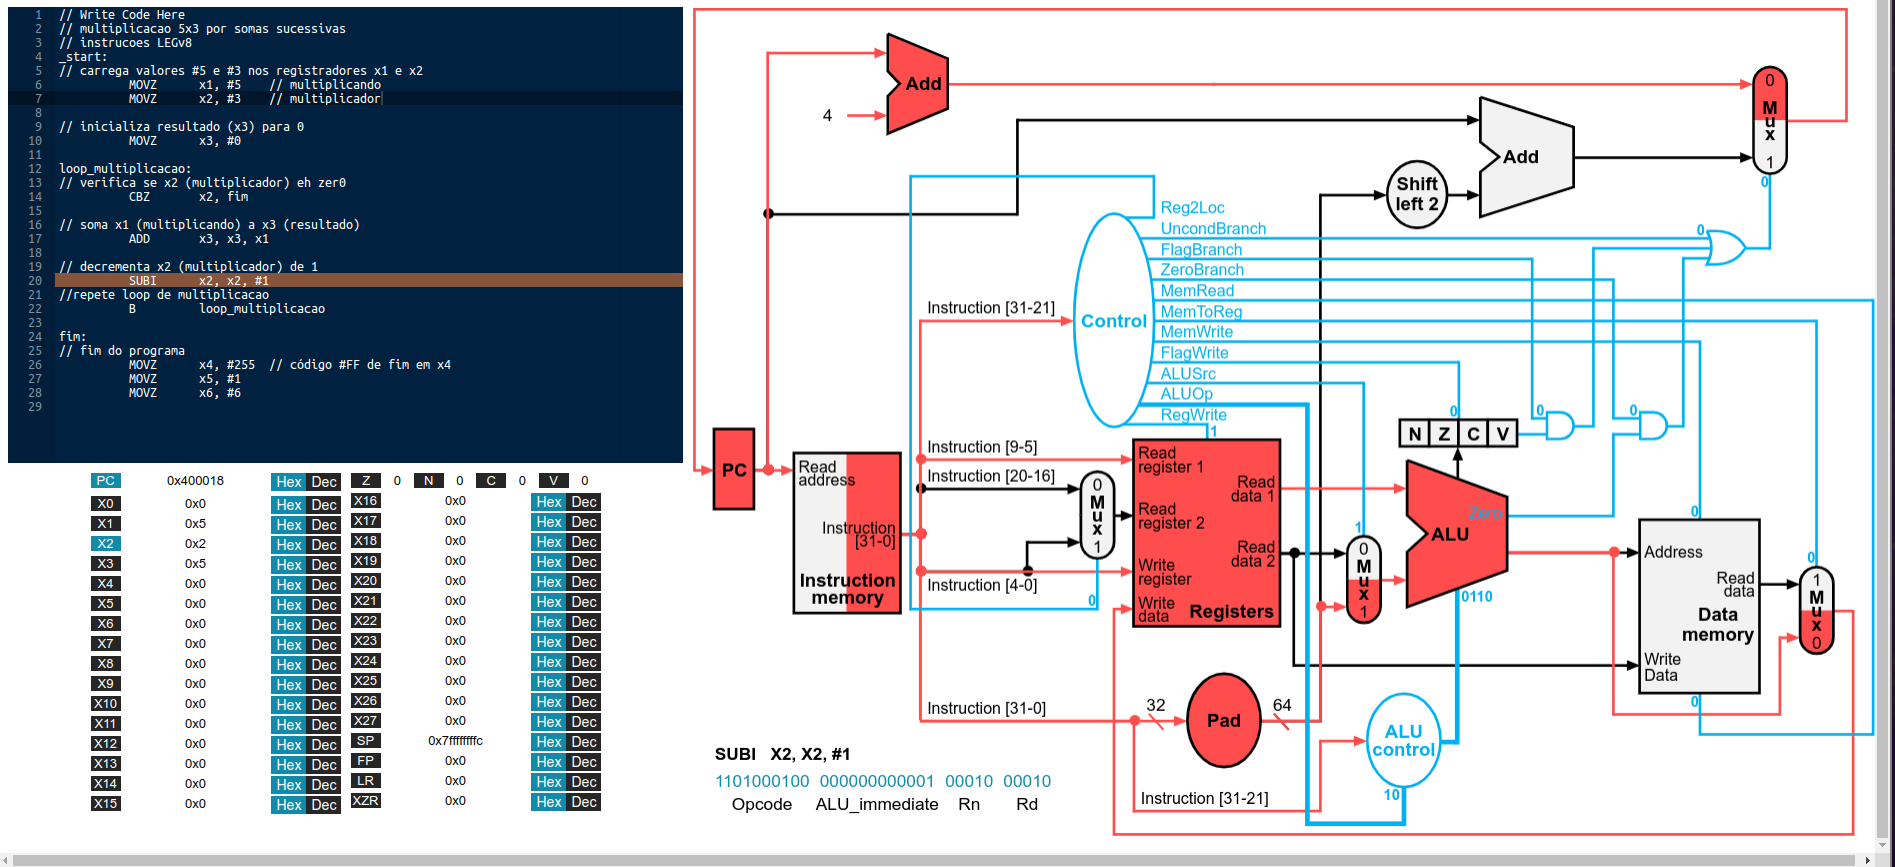 1 // Write Code Here
2 // multiplicacao 5x3 por somas sucessivas
3 // instrucoes LEGv8
4 _start:
5 // carrega valores #5 e #3 nos registradores x1 e x2
6 MOVZ x1, #5 // multiplicando
7 MOVZ x2, #3 // multiplicador
8
9 // inicializa resultado (x3) para 0
10 MOVZ x3, #0
11
12 loop_multiplicacao:
13 // verifica se x2 (multiplicador) eh zer0
14 CBZ x2, fim
15
16 // soma x1 (multiplicando) a x3 (resultado)
17 ADD x3, x3, x1
18
19 // decrementa x2 (multiplicador) de 1
20 SUBI x2, x2, #1
21 //repete loop de multiplicacao
22 B loop_multiplicacao
23
24 fim:
25 // fim do programa
26 MOVZ x4, #255 // código #FF de fim em x4
27 MOVZ x5, #1
28 MOVZ x6, #6
29
PC 0x400018 Hex Dec Z 0 N 0 C 0 V 0
X0 0x0 Hex Dec X16 0x0 Hex Dec
X1 0x5 Hex Dec X17 0x0 Hex Dec
X2 0x2 Hex Dec X18 0x0 Hex Dec
X3 0x5 Hex Dec X19 0x0 Hex Dec
X4 0x0 Hex Dec X20 0x0 Hex Dec
X5 0x0 Hex Dec X21 0x0 Hex Dec
X6 0x0 Hex Dec X22 0x0 Hex Dec
X7 0x0 Hex Dec X23 0x0 Hex Dec
X8 0x0 Hex Dec X24 0x0 Hex Dec
X9 0x0 Hex Dec X25 0x0 Hex Dec
X10 0x0 Hex Dec X26 0x0 Hex Dec
X11 0x0 Hex Dec X27 0x0 Hex Dec
X12 0x0 Hex Dec SP 0x7ffffffffc Hex Dec
X13 0x0 Hex Dec FP 0x0 Hex Dec
X14 0x0 Hex Dec LR 0x0 Hex Dec
X15 0x0 Hex Dec XZR 0x0 Hex Dec
Add
4
0
Mux
1
0
Add
Shift
left 2
Reg2Loc
UncondBranch
FlagBranch
ZeroBranch
MemRead
MemToReg
MemWrite
FlagWrite
ALUSrc
ALUOp
RegWrite
Control
0
0
0
0
1
Instruction [31-21]
Instruction [9-5]
Instruction [20-16]
Instruction [4-0]
Instruction [31-0]
PC
Read
address
Instruction
[31-0]
Instruction
memory
0
Mux
1
0
Read
register 1
Read
register 2
Write
register
Write
data
Read
data 1
Read
data 2
Registers
1
0
Mux
1
N Z C V
Zero
ALU
0110
0
Address
Read
data
Data
memory
Write
Data
0
0
1
Mux
0
32
Pad
64
ALU
control
10
Instruction [31-21]
SUBI X2, X2, #1
1101000100 000000000001 00010 00010
Opcode ALU_immediate Rn Rd